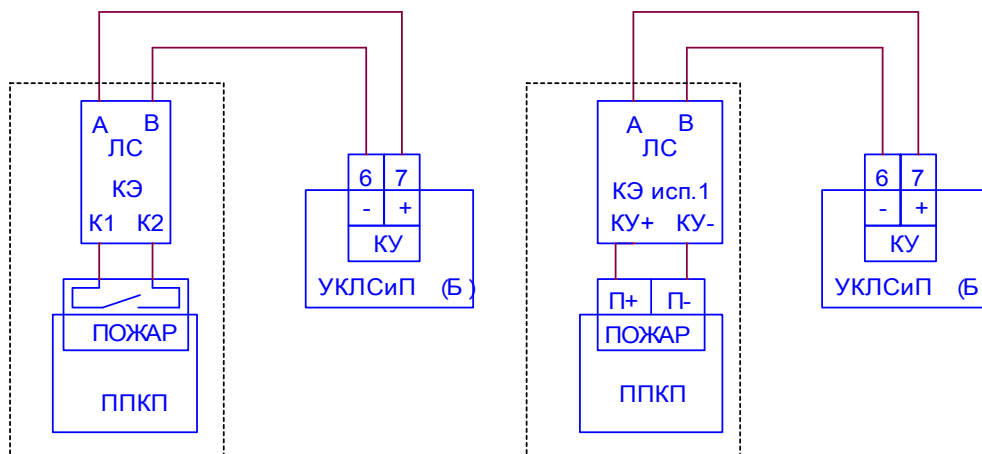 А В
ЛС
КЭ
К1 К2
ПОЖАР
ППКП
6 7
- +
КУ
УКЛСиП (Б)
А В
ЛС
КЭ исп.1
КУ+ КУ-
П+ П-
ПОЖАР
ППКП
6 7
- +
КУ
УКЛСиП (Б